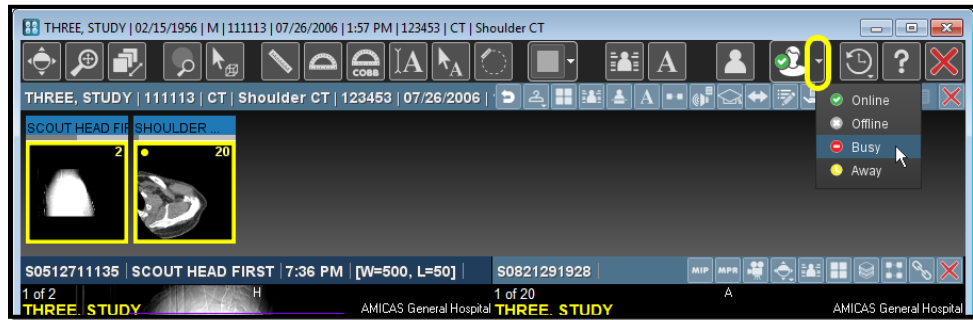 THREE, STUDY | 02/15/1956 | M | 111113 | 07/26/2006 | 1:57 PM | 123453 | CT | Shoulder CT
COBB
A
A
A
?
THREE, STUDY | 111113 | CT | Shoulder CT | 123453 | 07/26/2006 |
A
Online
Offline
Busy
Away
SCOUT HEAD FIR
SHOULDER ...
2
20
S0512711135 | SCOUT HEAD FIRST | 7:36 PM | [W=500, L=50] |
S0821291928 |
MIP
MPR
1 of 2
H
1 of 20
A
THREE, STUDY
AMICAS General Hospital
THREE, STUDY
AMICAS General Hospital